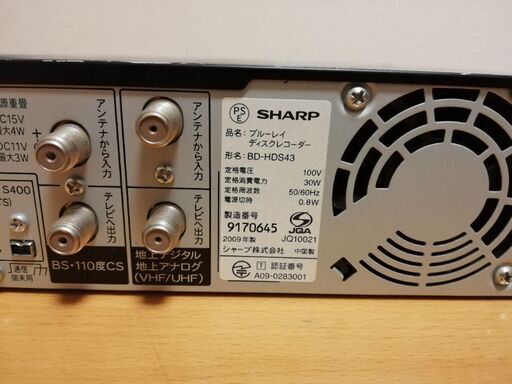 源重畳
C15V
最大4W
DC11V
最大3W
S400
TS)
通信
端末用
アンテナから入力
テレビへ出力
BS・110度CS
アンテナから入力
テレビへ出力
地上デジタル
地上アナログ
(VHF/UHF)
PS
E
SHARP
品名: ブルーレイ
ディスクレコーダー
形名: BD-HDS43
定格電圧 100V
定格消費電力 30W
定格周波数 50/60Hz
電源切時 0.8W
製造番号
9170645
2009年製
JQA
JQ10021
シャープ株式会社 中国製
T 認証番号
A09-0283001